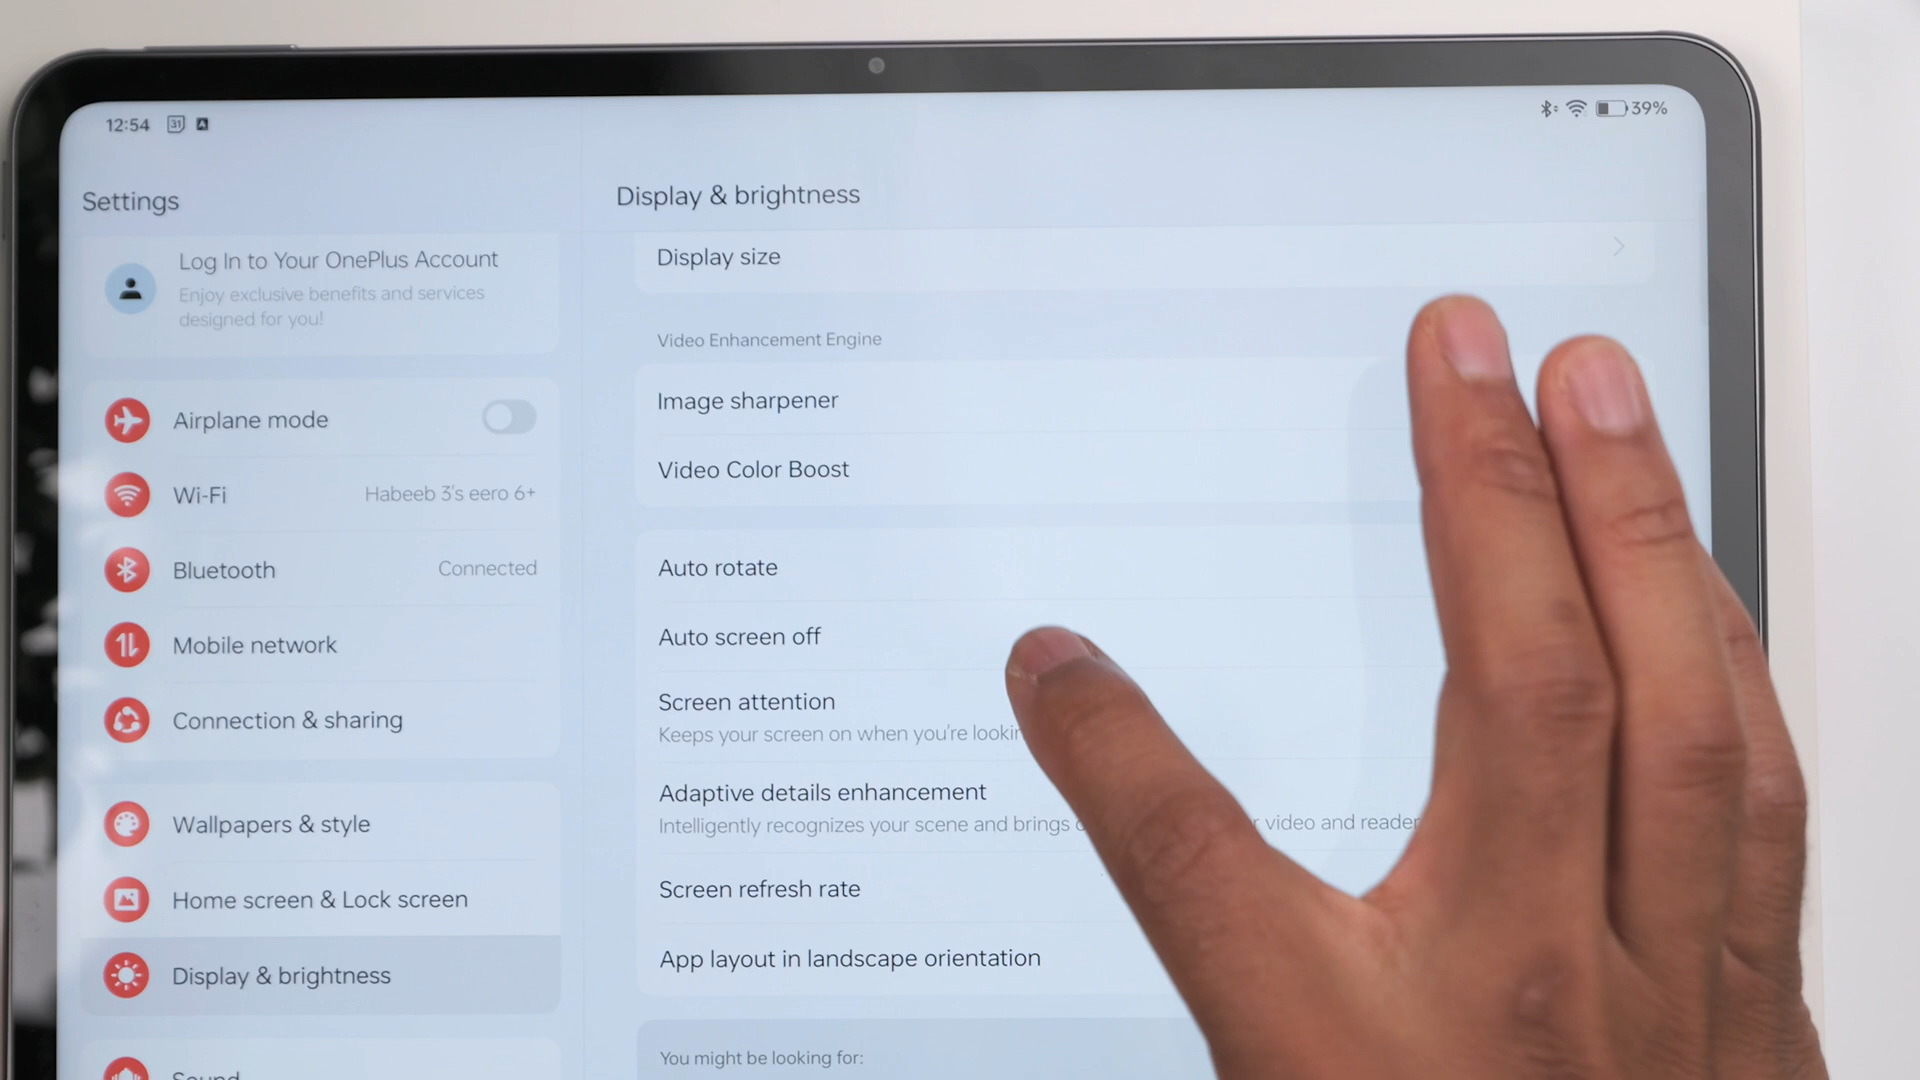 12:54 31
39%
Settings
Log In to Your OnePlus Account
Enjoy exclusive benefits and services
designed for you!
Airplane mode
Wi-Fi Habeeb 3's eero 6+
Bluetooth Connected
Mobile network
Connection & sharing
Wallpapers & style
Home screen & Lock screen
Display & brightness
Display & brightness
Display size
Video Enhancement Engine
Image sharpener
Video Color Boost
Auto rotate
Auto screen off
Screen attention
Keeps your screen on when you're
Adaptive details enhancement
Intelligently recognizes your scene and brings video and reader
Screen refresh rate
App layout in landscape orientation
You might be looking for: